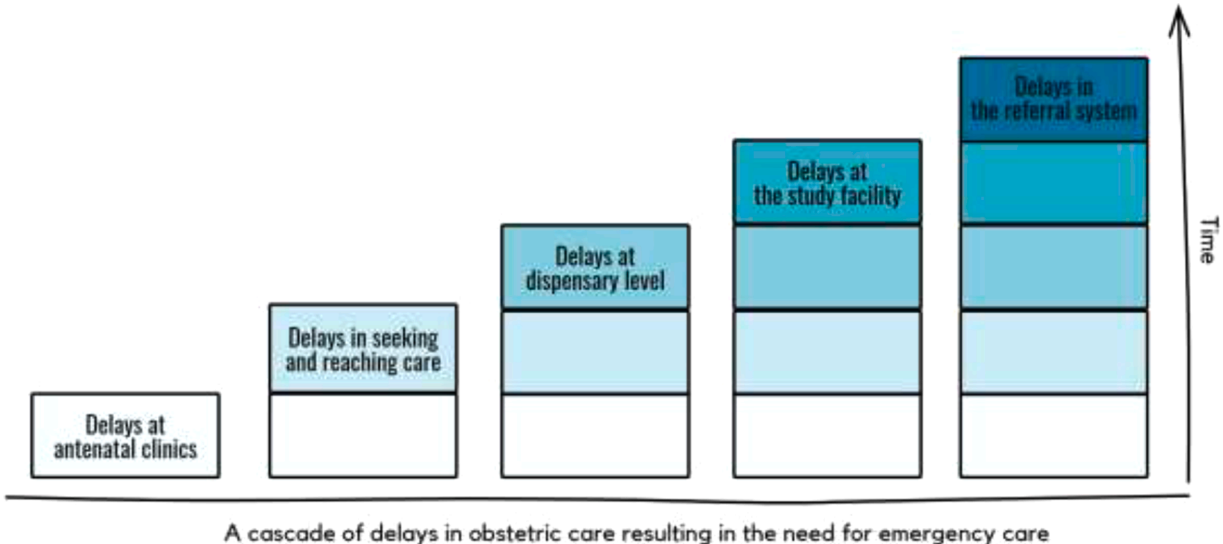 Delays in
the referral system
Delays at
the study facility
Delays at
dispensary level
Delays in seeking
and reaching care
Delays at
antenatal clinics
Time
A cascade of delays in obstetric care resulting in the need for emergency care